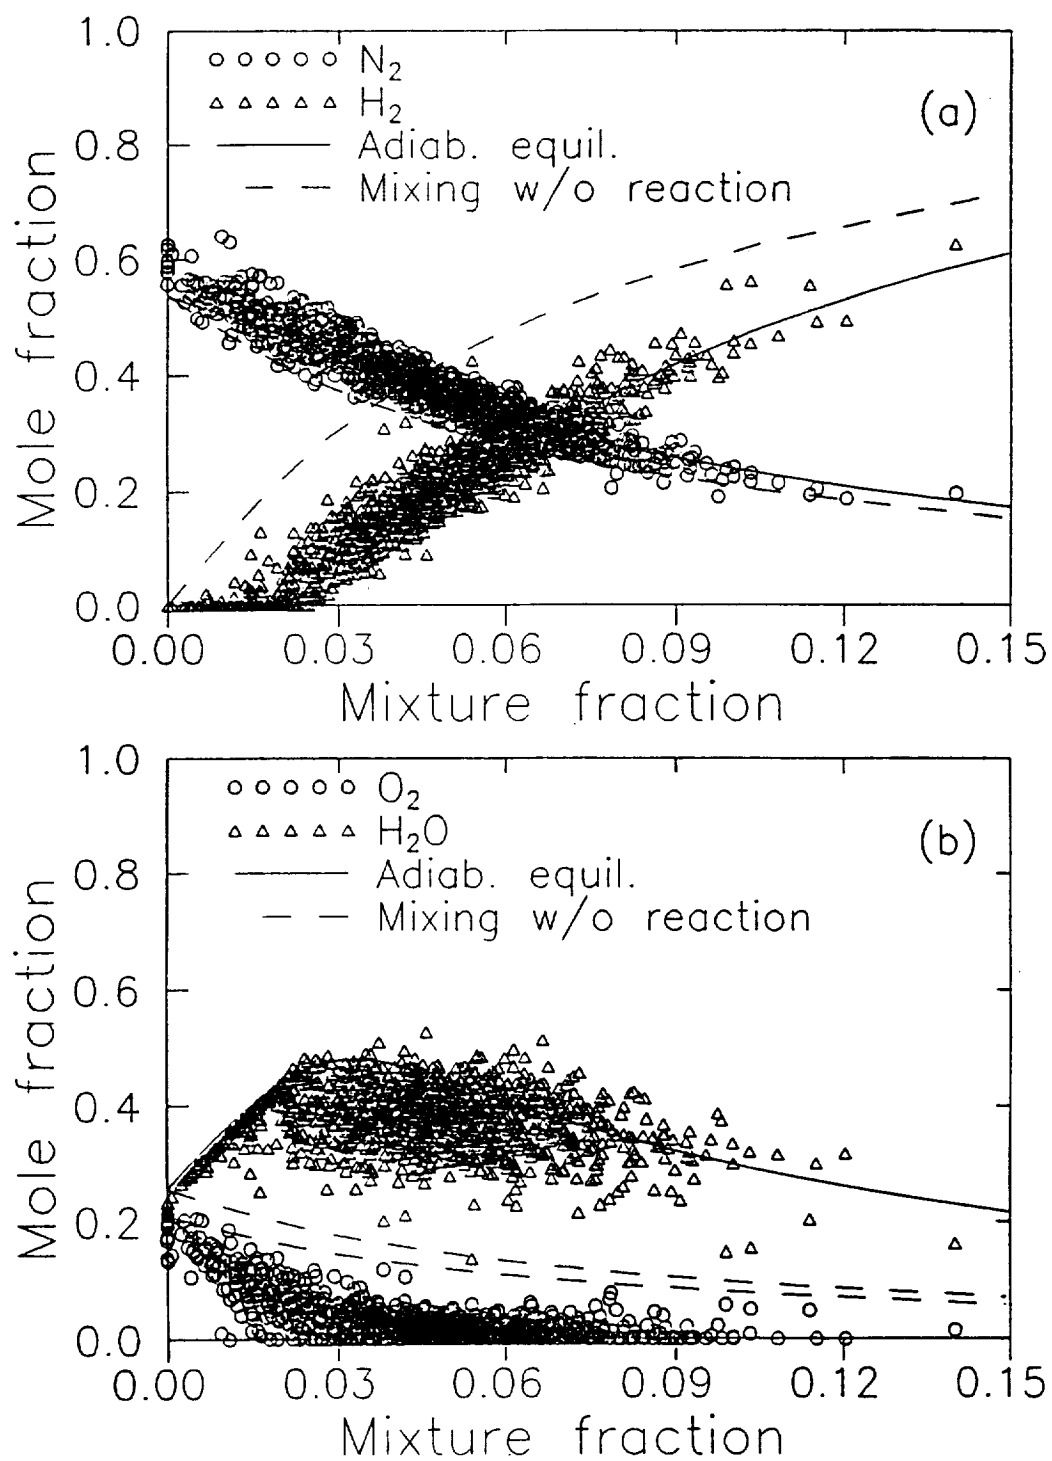 1.0
N₂
H₂
(a)
0.8
Adiab. equil.
Mixing w/o reaction
0.6
0.4
0.2
0.0
Mole fraction
0.00 0.03 0.06 0.09 0.12 0.15
Mixture fraction
1.0
O₂
H₂O
(b)
0.8
Adiab. equil.
Mixing w/o reaction
0.6
0.4
0.2
0.0
Mole fraction
0.00 0.03 0.06 0.09 0.12 0.15
Mixture fraction